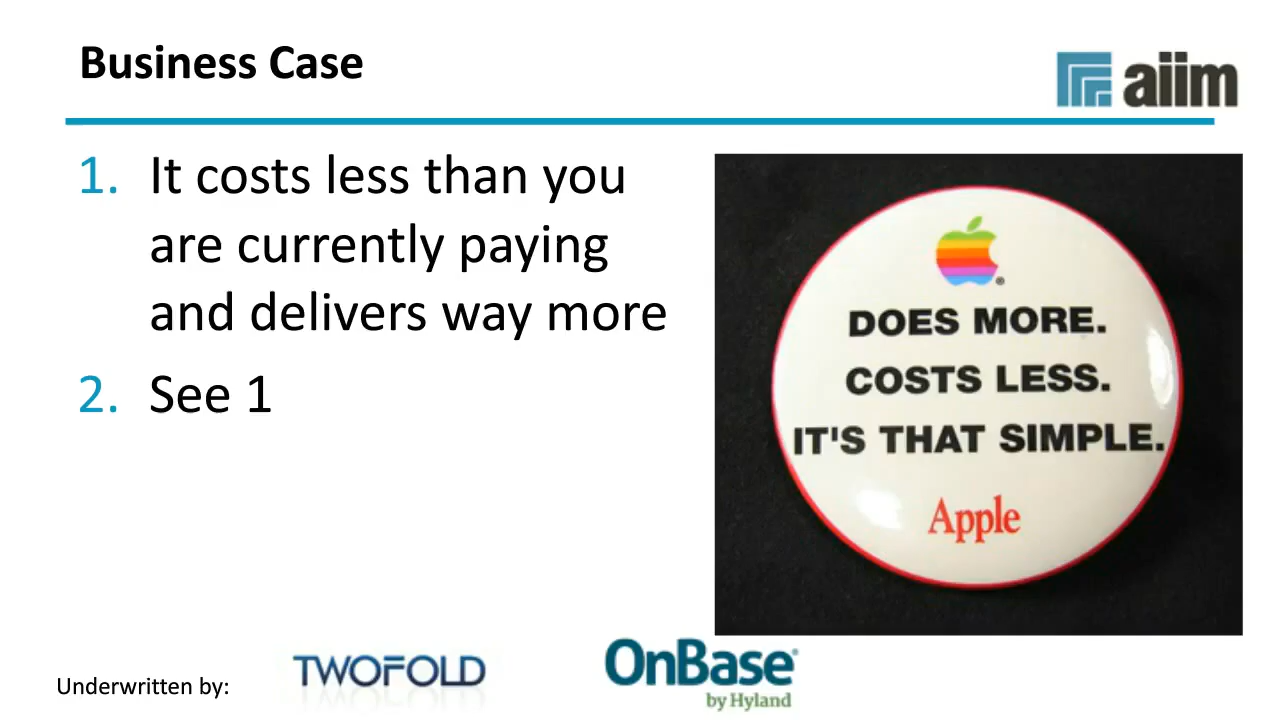 Business Case
aiim
1. It costs less than you
are currently paying
and delivers way more
2. See 1
DOES MORE.
COSTS LESS.
IT'S THAT SIMPLE.
Apple
Underwritten by:
TWOFOLD
OnBase®
by Hyland